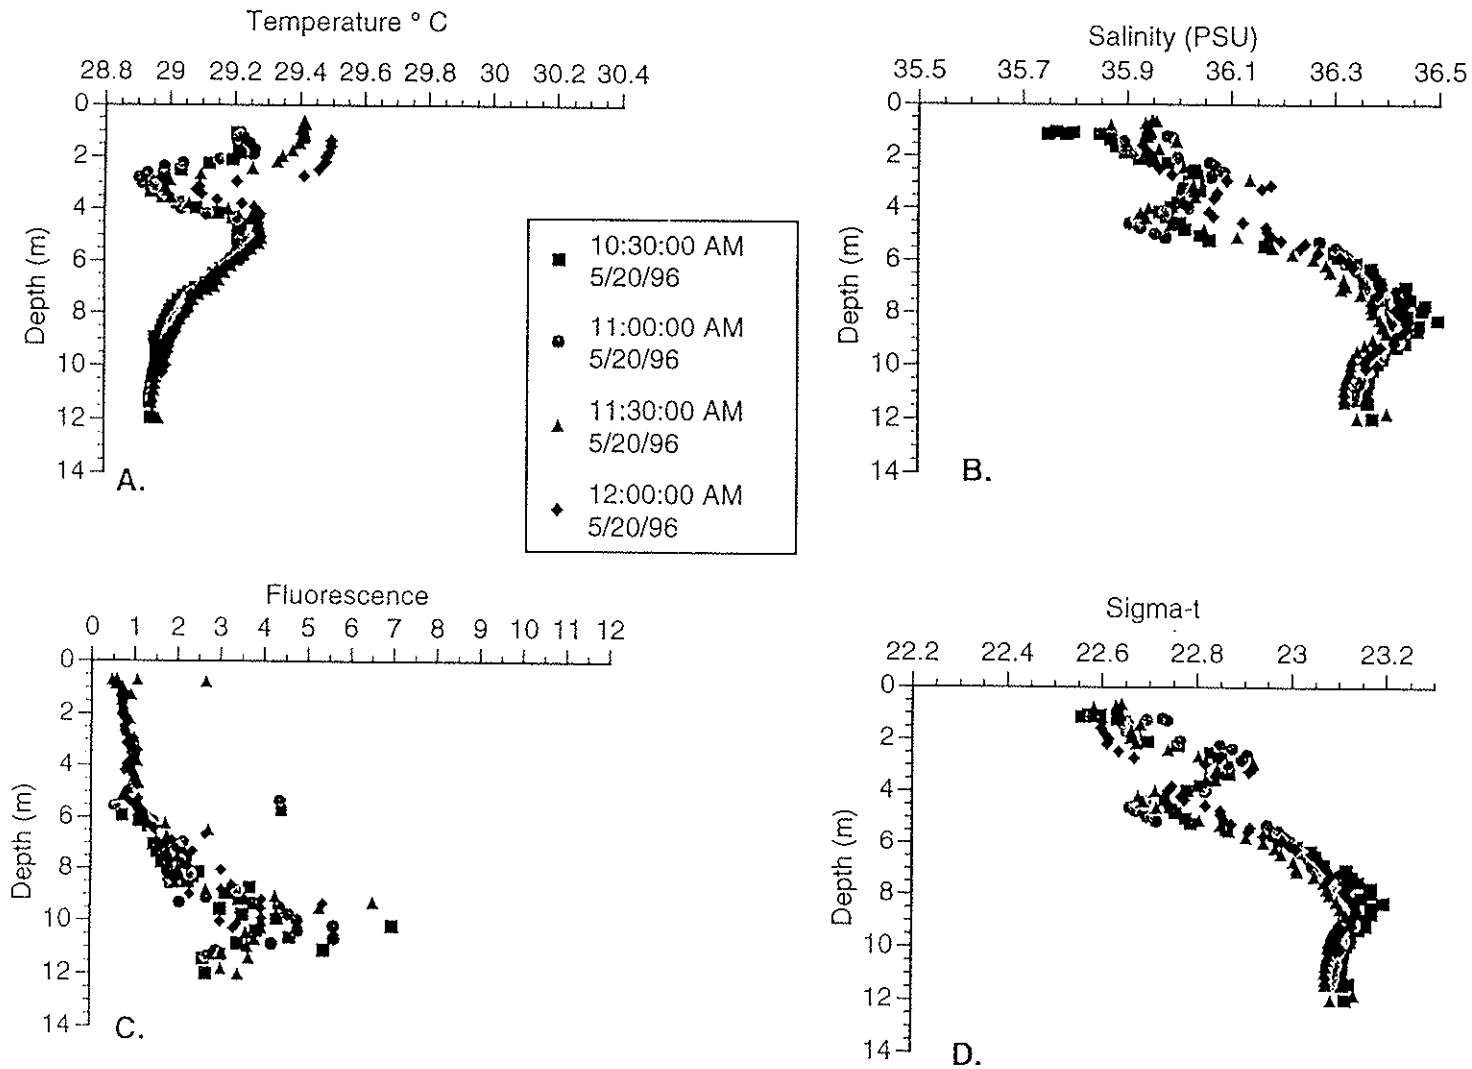 Temperature ° C
28.8 29 29.2 29.4 29.6 29.8 30 30.2 30.4
0
2
4
6
8
10
12
14
Depth (m)
A.
Salinity (PSU)
35.5 35.7 35.9 36.1 36.3 36.5
0
2
4
6
8
10
12
14
Depth (m)
B.
10:30:00 AM
5/20/96
11:00:00 AM
5/20/96
11:30:00 AM
5/20/96
12:00:00 AM
5/20/96
Fluorescence
0 1 2 3 4 5 6 7 8 9 10 11 12
0
2
4
6
8
10
12
14
Depth (m)
C.
Sigma-t
22.2 22.4 22.6 22.8 23 23.2
0
2
4
6
8
10
12
14
Depth (m)
D.